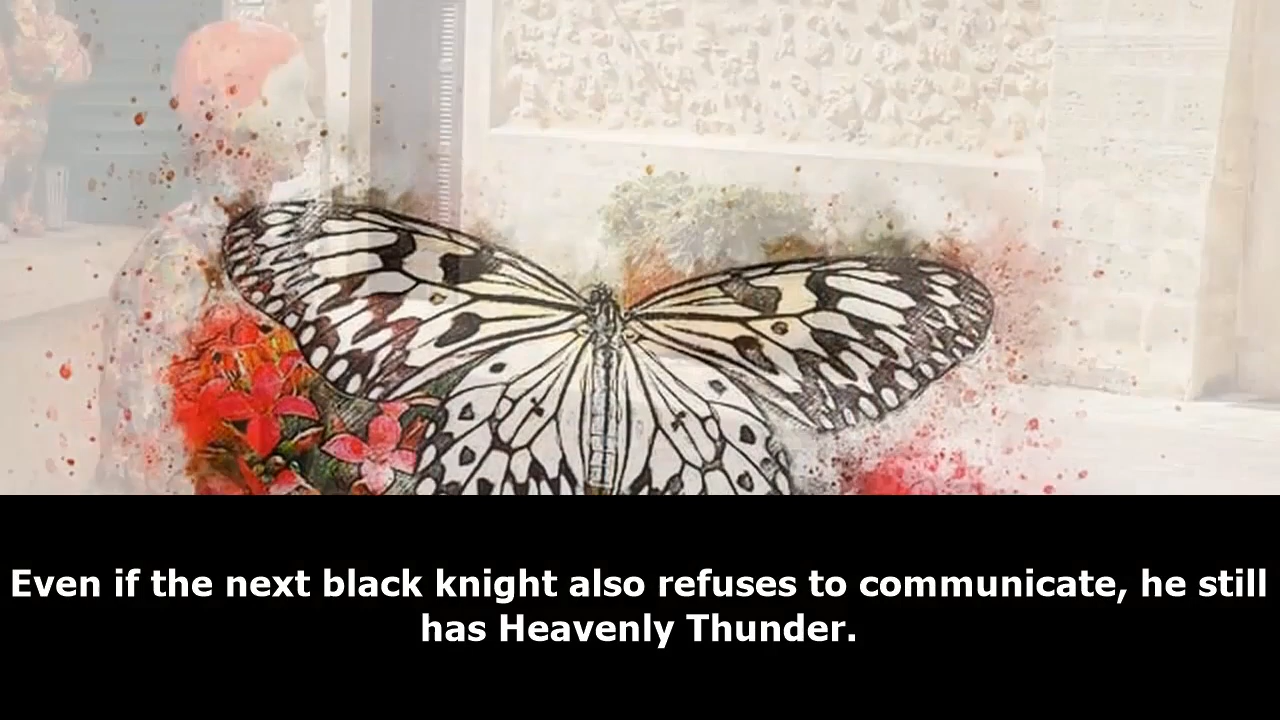 Even if the next black knight also refuses to communicate, he still
has Heavenly Thunder.